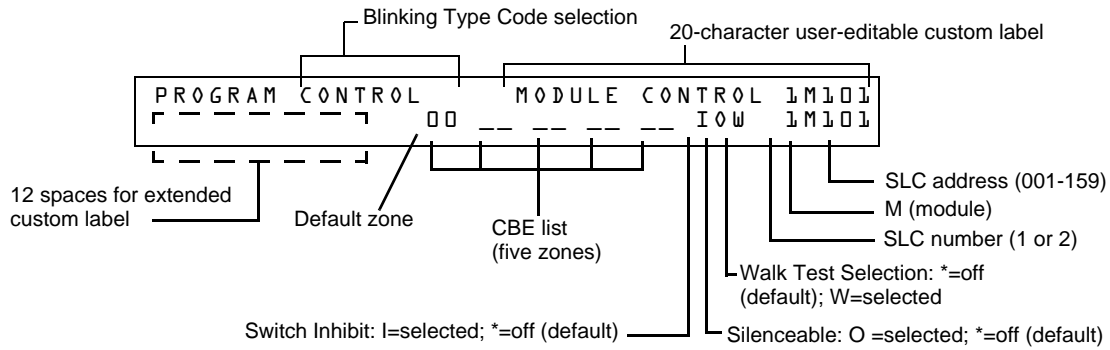 Blinking Type Code selection
20-character user-editable custom label
PROGRAM CONTROL MODULE CONTROL 1M101
00 __ __ __ __ IOW 1M101
12 spaces for extended
custom label
Default zone
CBE list
(five zones)
SLC address (001-159)
M (module)
SLC number (1 or 2)
Walk Test Selection: *=off
(default); W=selected
Switch Inhibit: I=selected; *=off (default)
Silenceable: O =selected; *=off (default)